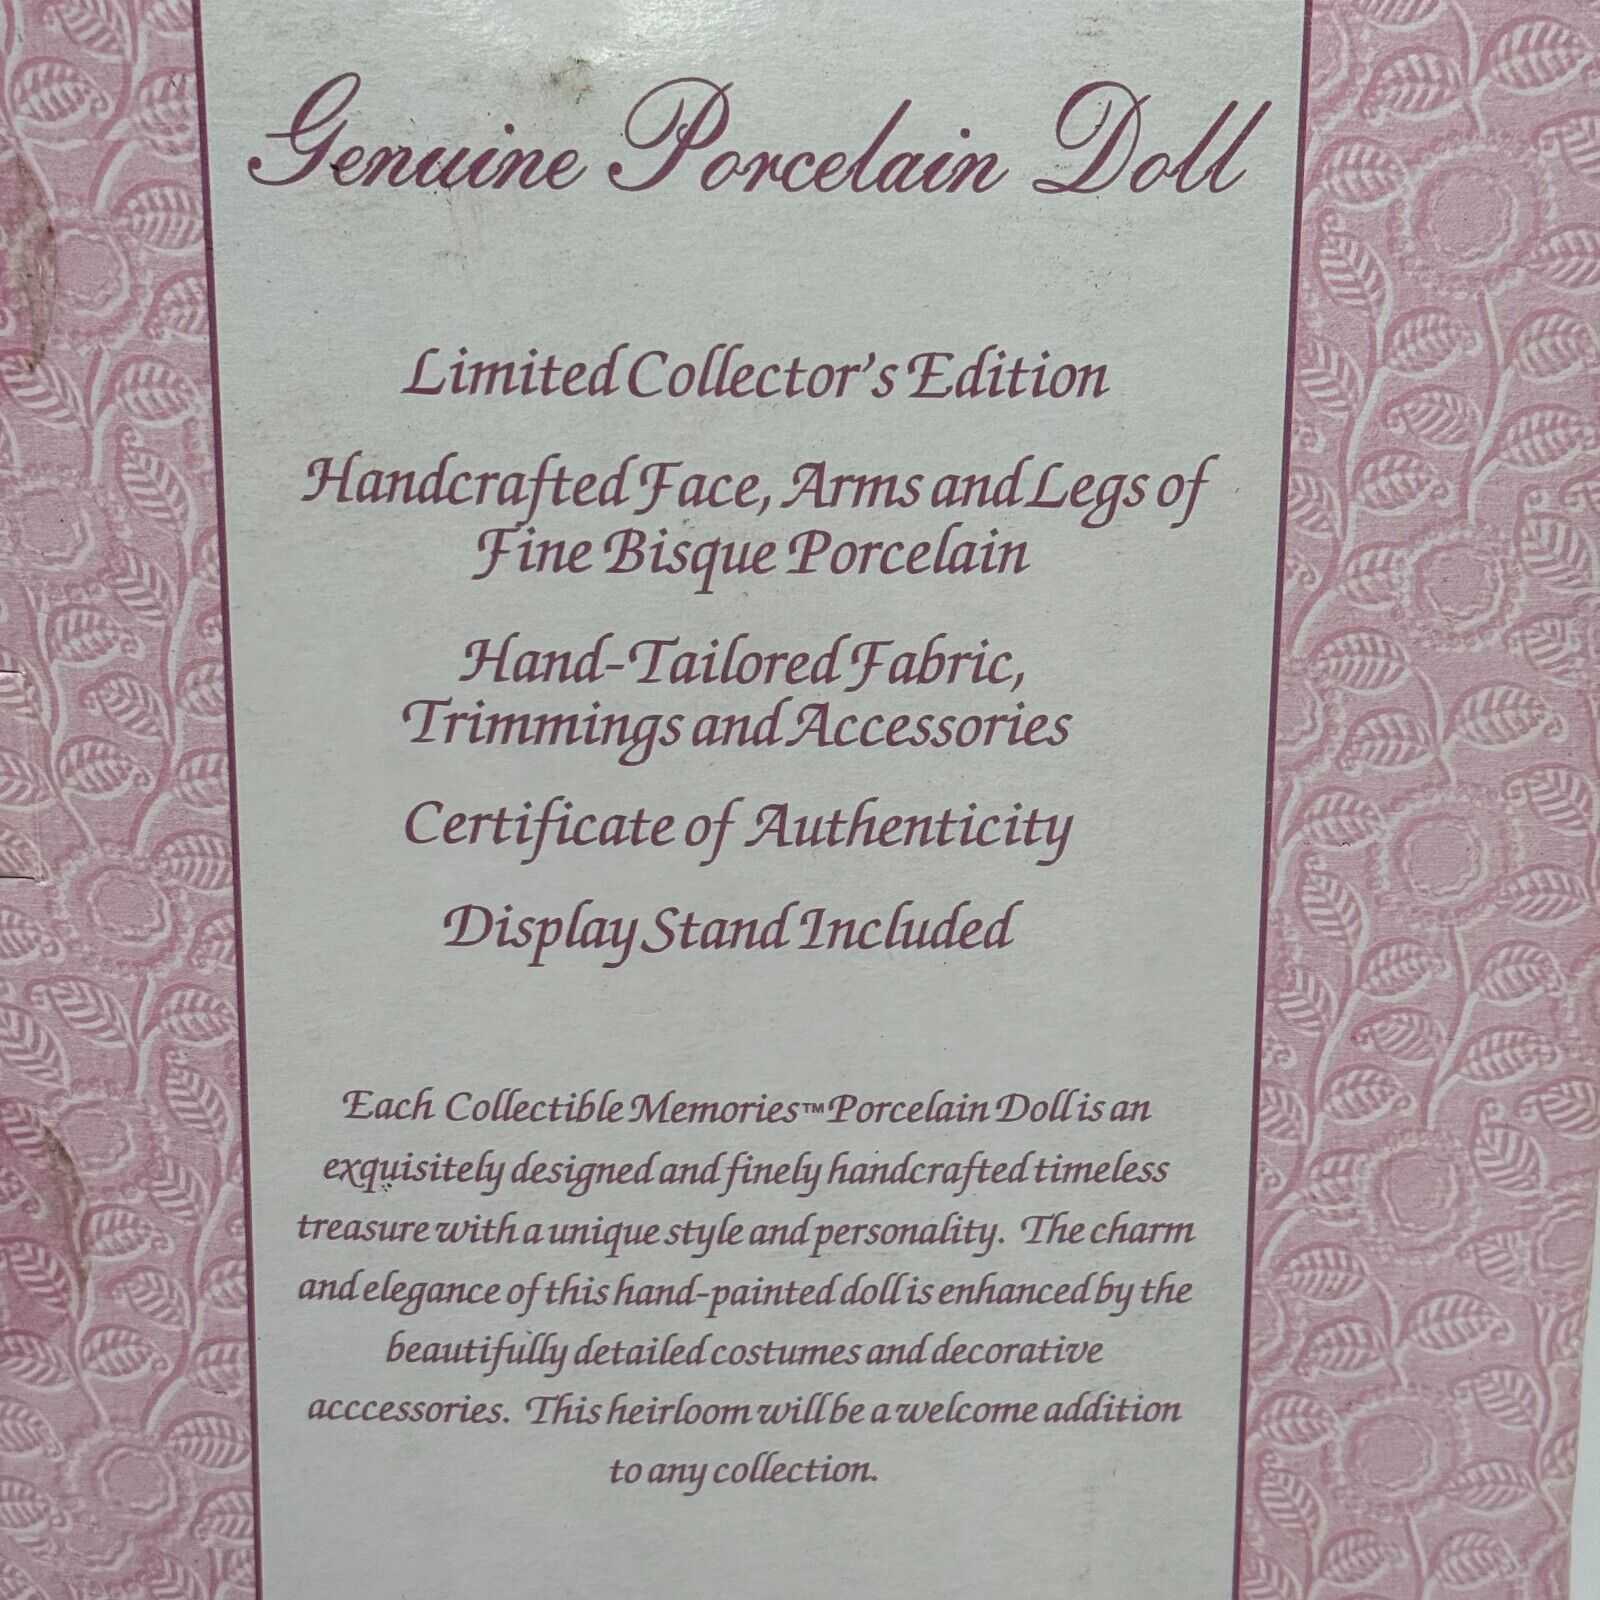 Genuine Porcelain Doll
Limited Collector's Edition
Handcrafted Face, Arms and Legs of
Fine Bisque Porcelain
Hand-Tailored Fabric,
Trimmings and Accessories
Certificate of Authenticity
Display Stand Included
Each Collectible Memories™ Porcelain Doll is an
exquisitely designed and finely handcrafted timeless
treasure with a unique style and personality. The charm
and elegance of this hand-painted doll is enhanced by the
beautifully detailed costumes and decorative
acccessories. This heirloom will be a welcome addition
to any collection.